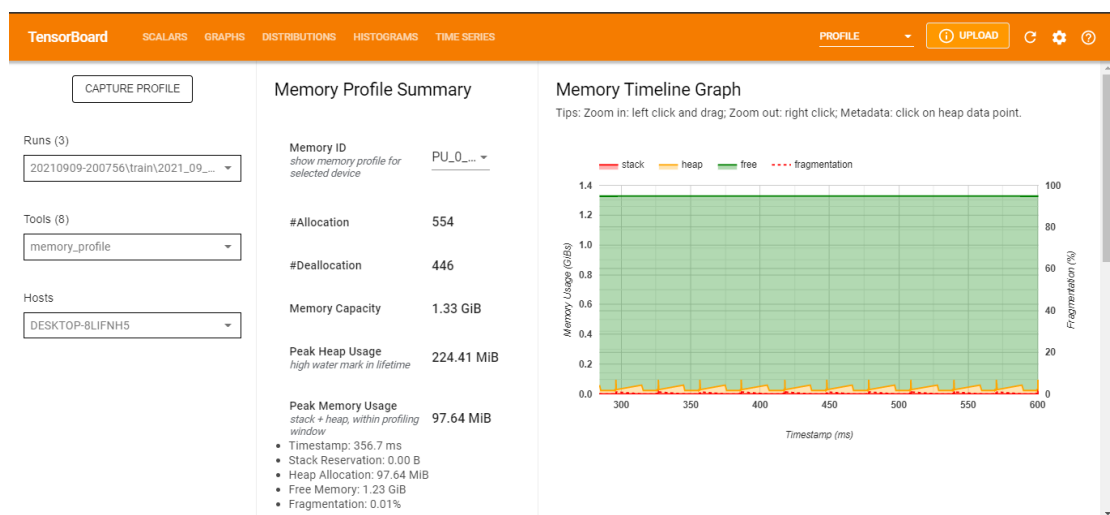 TensorBoard
SCALARS GRAPHS DISTRIBUTIONS HISTOGRAMS TIME SERIES
PROFILE
UPLOAD
CAPTURE PROFILE
Runs (3)
20210909-200756\train\2021_09_...
Tools (8)
memory_profile
Hosts
DESKTOP-8LIFNH5
Memory Profile Summary
Memory ID
show memory profile for
selected device
PU_0_...
#Allocation 554
#Deallocation 446
Memory Capacity 1.33 GiB
Peak Heap Usage
high water mark in lifetime
224.41 MiB
Peak Memory Usage
stack + heap, within profiling
window
97.64 MiB
• Timestamp: 356.7 ms
• Stack Reservation: 0.00 B
• Heap Allocation: 97.64 MiB
• Free Memory: 1.23 GiB
• Fragmentation: 0.01%
Memory Timeline Graph
Tips: Zoom in: left click and drag; Zoom out: right click; Metadata: click on heap data point.
stack heap free fragmentation
1.4
1.2
1.0
0.8
0.6
0.4
0.2
0.0
Memory Usage (GiBs)
100
80
60
40
20
0
Fragmentation (%)
300 350 400 450 500 550 600
Timestamp (ms)